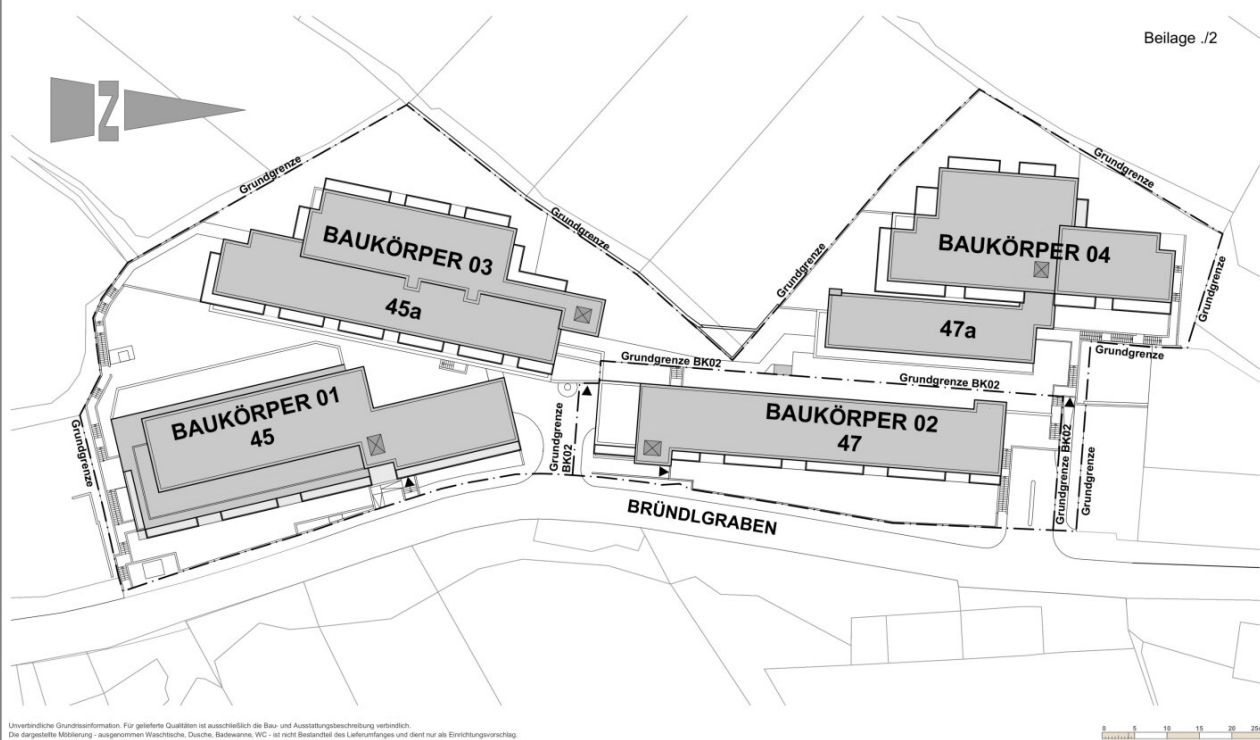 Beilage ./2
N
Grundgrenze
Grundgrenze
Grundgrenze
Grundgrenze
Grundgrenze
BAUKÖRPER 03
45a
BAUKÖRPER 04
47a
Grundgrenze
Grundgrenze BK02
Grundgrenze BK02
BAUKÖRPER 01
45
BAUKÖRPER 02
47
Grundgrenze
Grundgrenze
BK02
Grundgrenze BK02
Grundgrenze
BRÜNDLGRABEN
Unverbindliche Grundrissinformation. Für gelieferte Qualitäten ist ausschließlich die Bau- und Ausstattungsbeschreibung verbindlich.
Die dargestellte Möblierung - ausgenommen Waschtische, Dusche, Badewanne, WC - ist nicht Bestandteil des Lieferumfanges und dient nur als Einrichtungsvorschlag.
0 5 10 15 20 25m